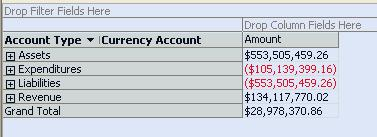 Drop Filter Fields Here
Drop Column Fields Here
Account Type Currency Account Amount
Assets $553,505,459.26
Expenditures ($105,139,399.16)
Liabilities ($553,505,459.26)
Revenue $134,117,770.02
Grand Total $28,978,370.86